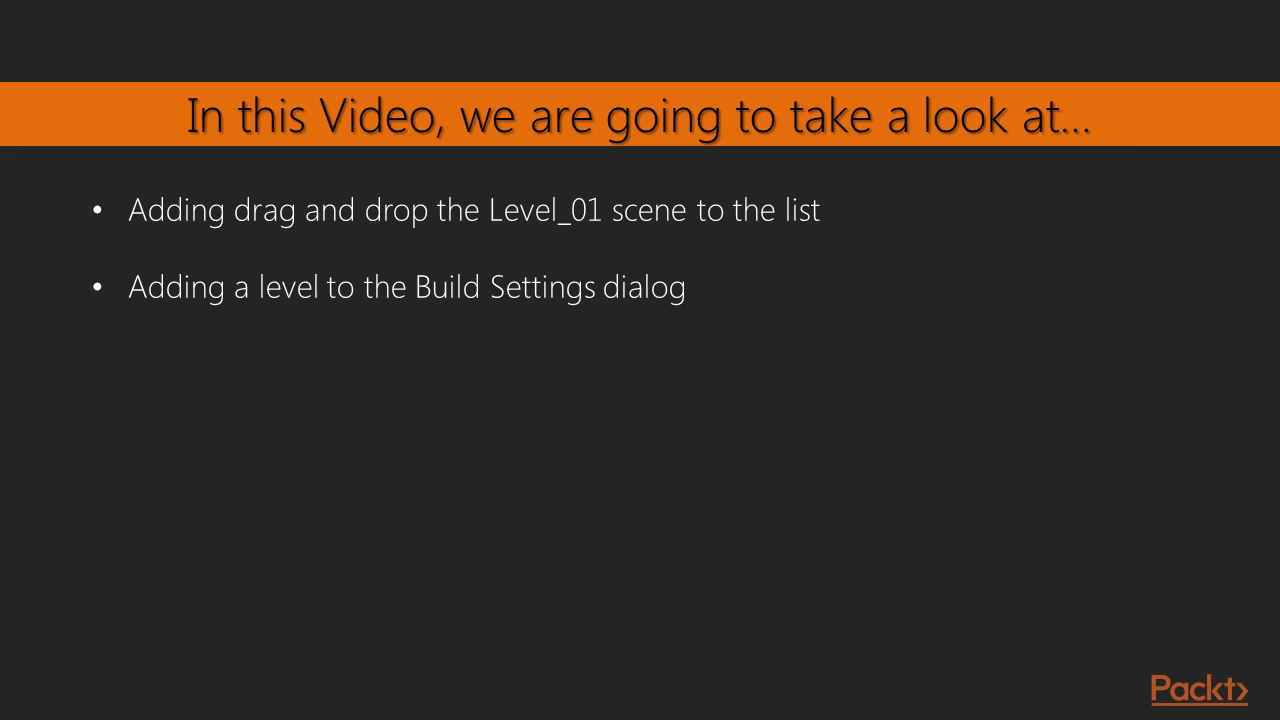 In this Video, we are going to take a look at...
• Adding drag and drop the Level_01 scene to the list
• Adding a level to the Build Settings dialog
Packt>